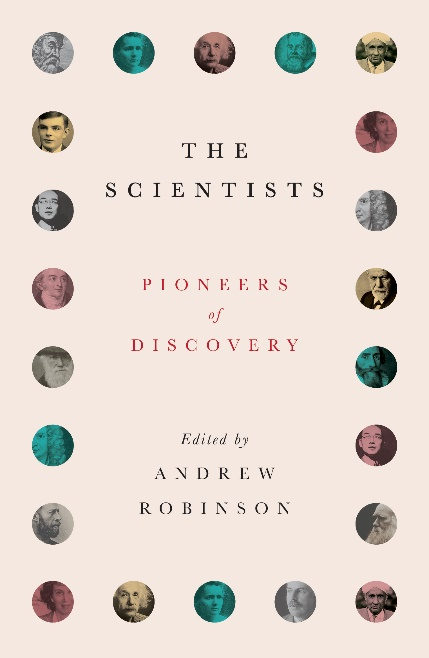 THE
SCIENTISTS
PIONEERS
of
DISCOVERY
Edited by
ANDREW
ROBINSON